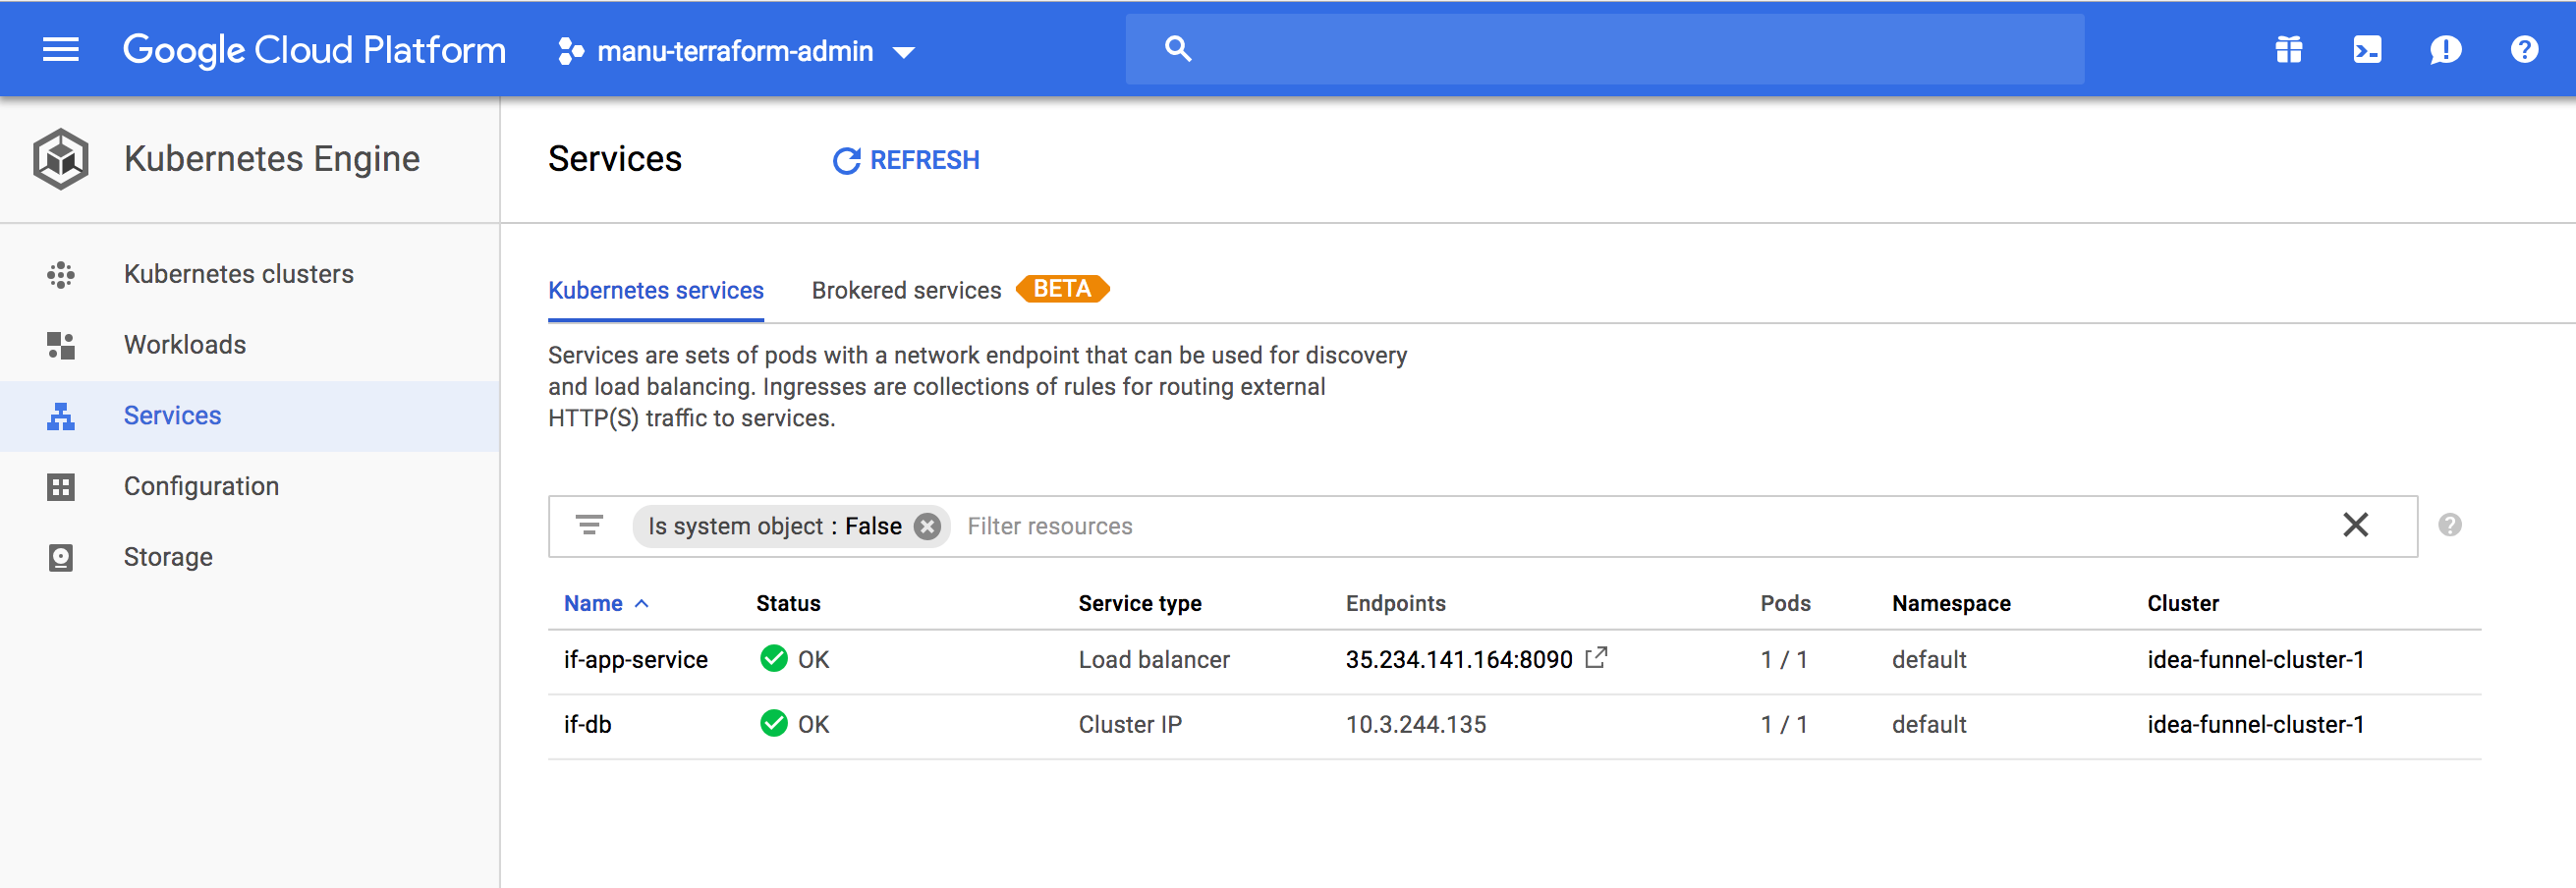 Google Cloud Platform
manu-terraform-admin
Kubernetes Engine
Services
REFRESH
Kubernetes clusters
Workloads
Services
Configuration
Storage
Kubernetes services
Brokered services
BETA
Services are sets of pods with a network endpoint that can be used for discovery
and load balancing. Ingresses are collections of rules for routing external
HTTP(S) traffic to services.
Is system object : False
Filter resources
Name Status Service type Endpoints Pods Namespace Cluster
if-app-service OK Load balancer 35.234.141.164:8090 1 / 1 default idea-funnel-cluster-1
if-db OK Cluster IP 10.3.244.135 1 / 1 default idea-funnel-cluster-1